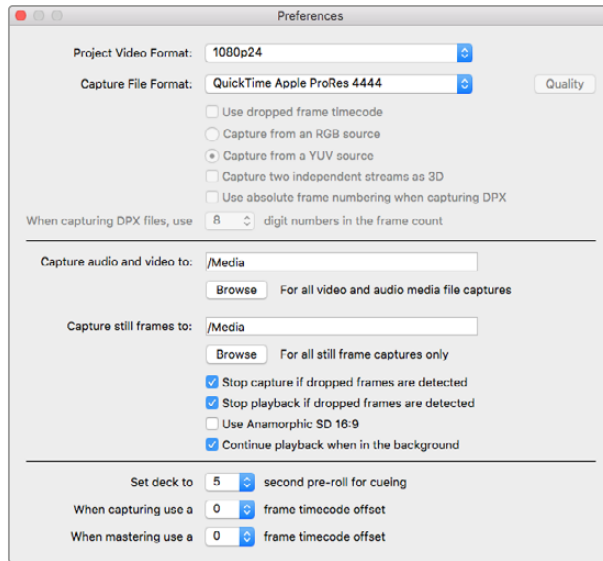 Preferences
Project Video Format: 1080p24
Capture File Format: QuickTime Apple ProRes 4444 Quality
Use dropped frame timecode
Capture from an RGB source
Capture from a YUV source
Capture two independent streams as 3D
Use absolute frame numbering when capturing DPX
When capturing DPX files, use 8 digit numbers in the frame count
Capture audio and video to: /Media
Browse For all video and audio media file captures
Capture still frames to: /Media
Browse For all still frame captures only
Stop capture if dropped frames are detected
Stop playback if dropped frames are detected
Use Anamorphic SD 16:9
Continue playback when in the background
Set deck to 5 second pre-roll for cueing
When capturing use a 0 frame timecode offset
When mastering use a 0 frame timecode offset